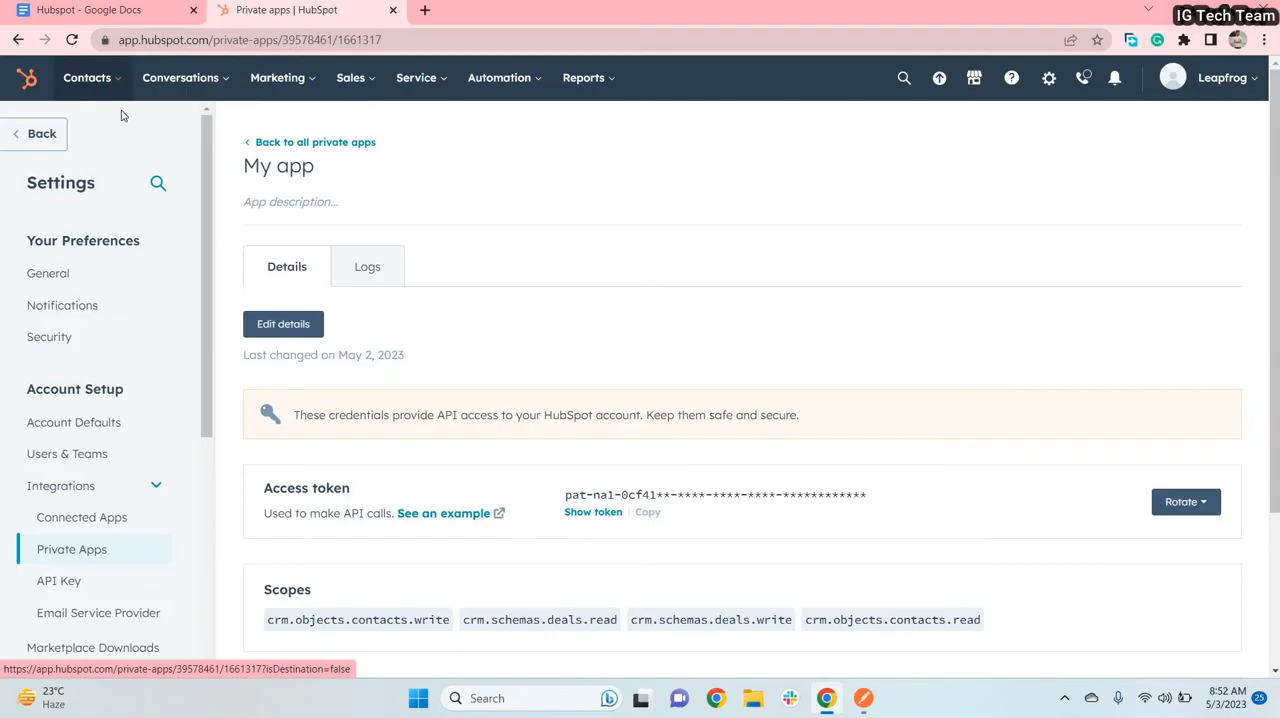 Hubspot - Google Docs
Private apps | HubSpot
IG Tech Team
app.hubspot.com/private-apps/39578461/1661317
Contacts
Conversations
Marketing
Sales
Service
Automation
Reports
Leapfrog
Back
Settings
Your Preferences
General
Notifications
Security
Account Setup
Account Defaults
Users & Teams
Integrations
Connected Apps
Private Apps
API Key
Email Service Provider
Marketplace Downloads
Back to all private apps
My app
App description...
Details
Logs
Edit details
Last changed on May 2, 2023
These credentials provide API access to your HubSpot account. Keep them safe and secure.
Access token
Used to make API calls. See an example
pat-na1-0cf41**-****-****-****-************
Show token | Copy
Rotate
Scopes
crm.objects.contacts.write crm.schemas.deals.read crm.schemas.deals.write crm.objects.contacts.read
https://app.hubspot.com/private-apps/39578461/1661317?isDestination=false
23°C
Haze
Search
8:52 AM
5/3/2023
25